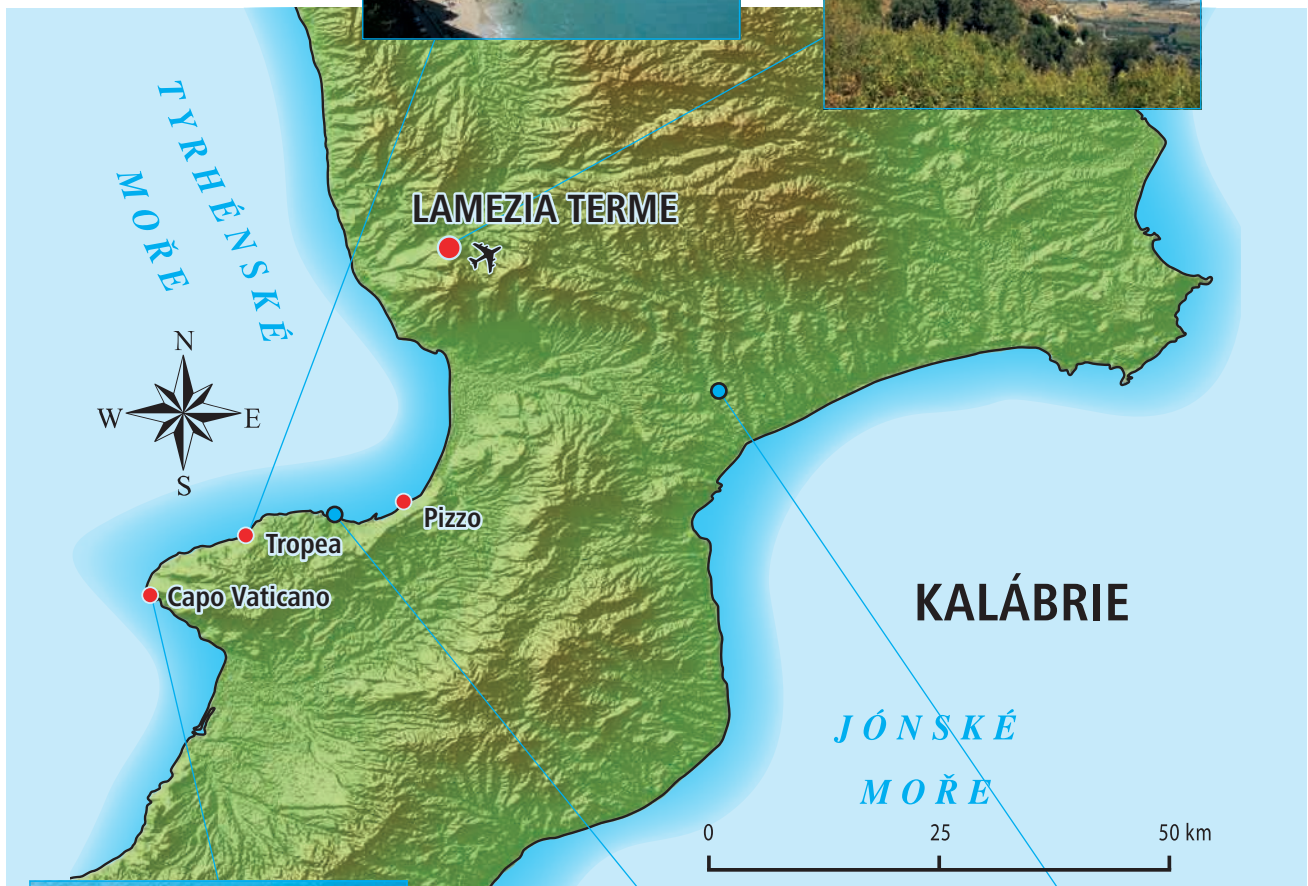 TYRHÉNSKÉ
MOŘE
LAMEZIA TERME
N
W
E
S
Pizzo
Tropea
Capo Vaticano
KALÁBRIE
JÓNSKÉ
MOŘE
0
25
50 km